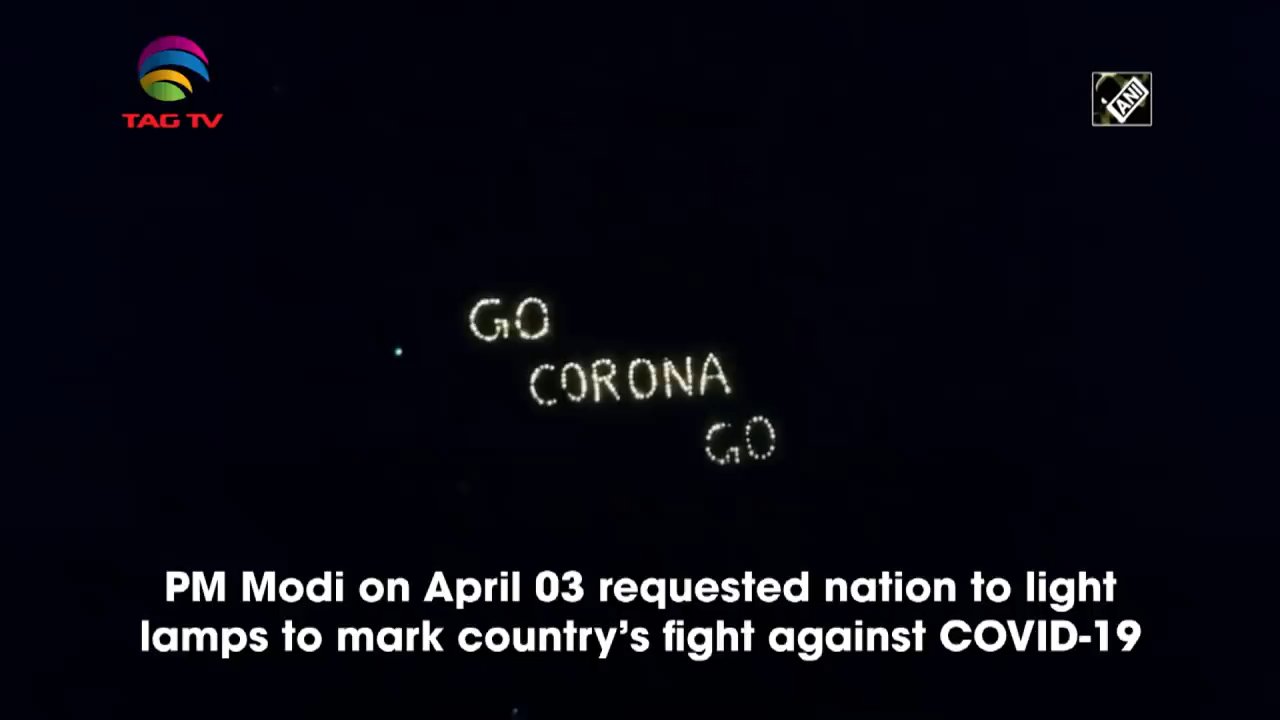 TAG TV
ANI
GO
CORONA
GO
PM Modi on April 03 requested nation to light
lamps to mark country's fight against COVID-19